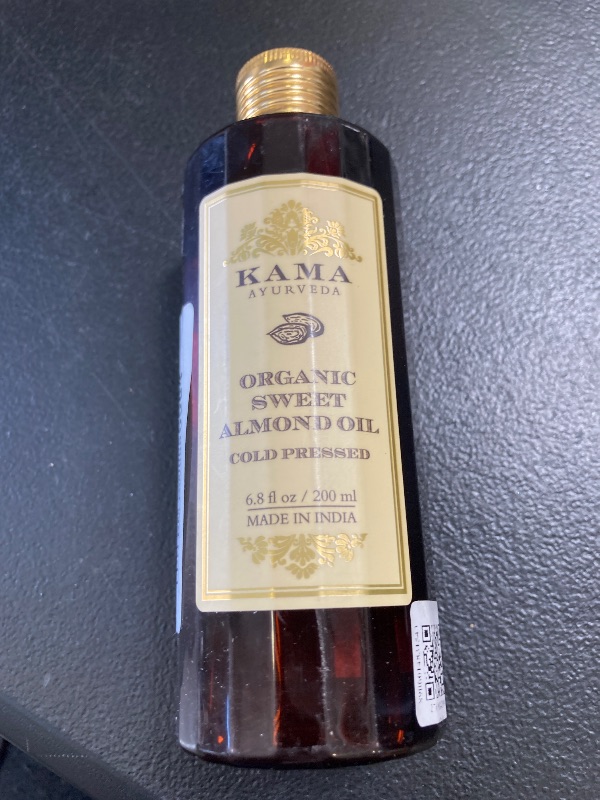 KAMA
AYURVEDA
ORGANIC
SWEET
ALMOND OIL
COLD PRESSED
6.8 fl oz / 200 ml
MADE IN INDIA